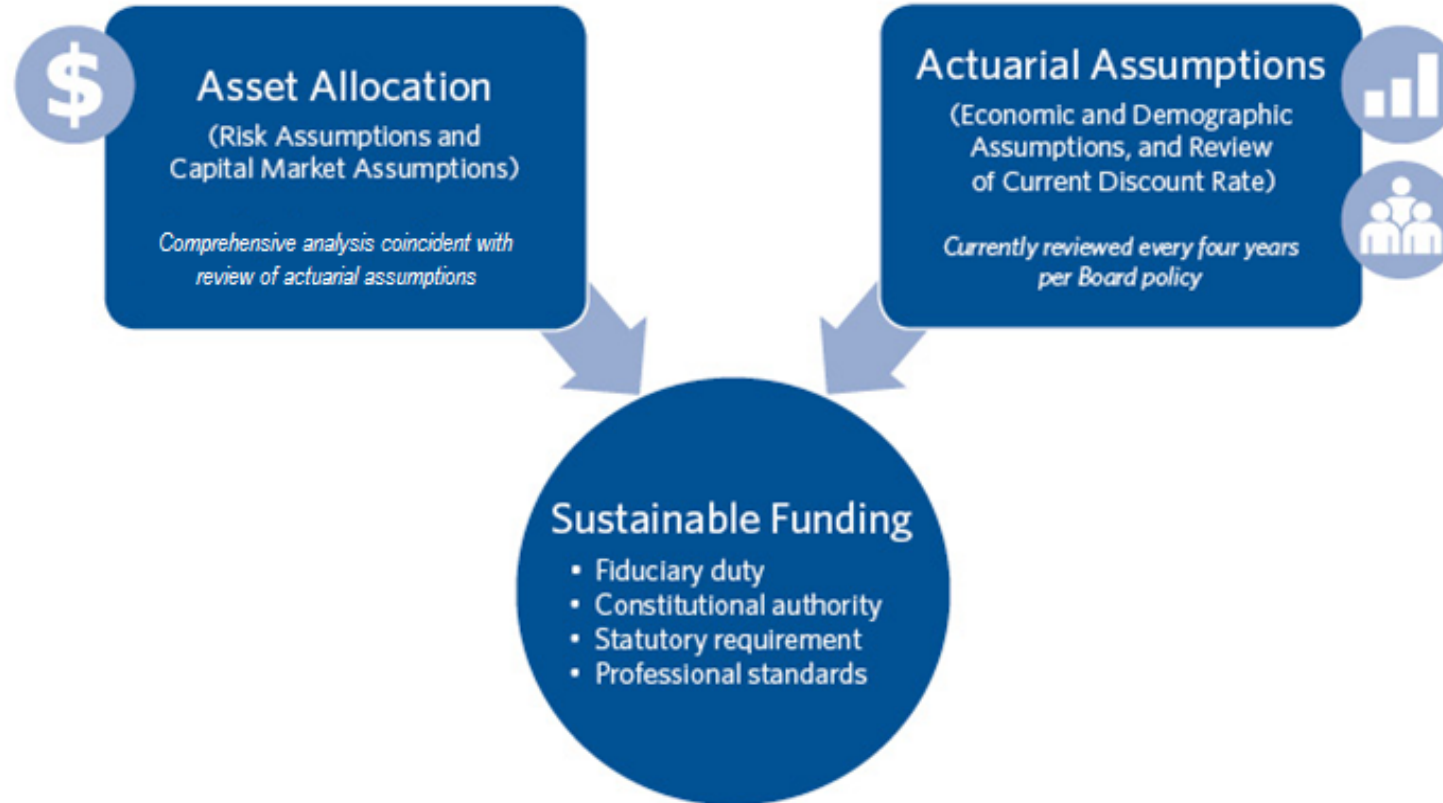 $
Asset Allocation
(Risk Assumptions and
Capital Market Assumptions)
Comprehensive analysis coincident with
review of actuarial assumptions
Actuarial Assumptions
(Economic and Demographic
Assumptions, and Review
of Current Discount Rate)
Currently reviewed every four years
per Board policy
Sustainable Funding
• Fiduciary duty
• Constitutional authority
• Statutory requirement
• Professional standards